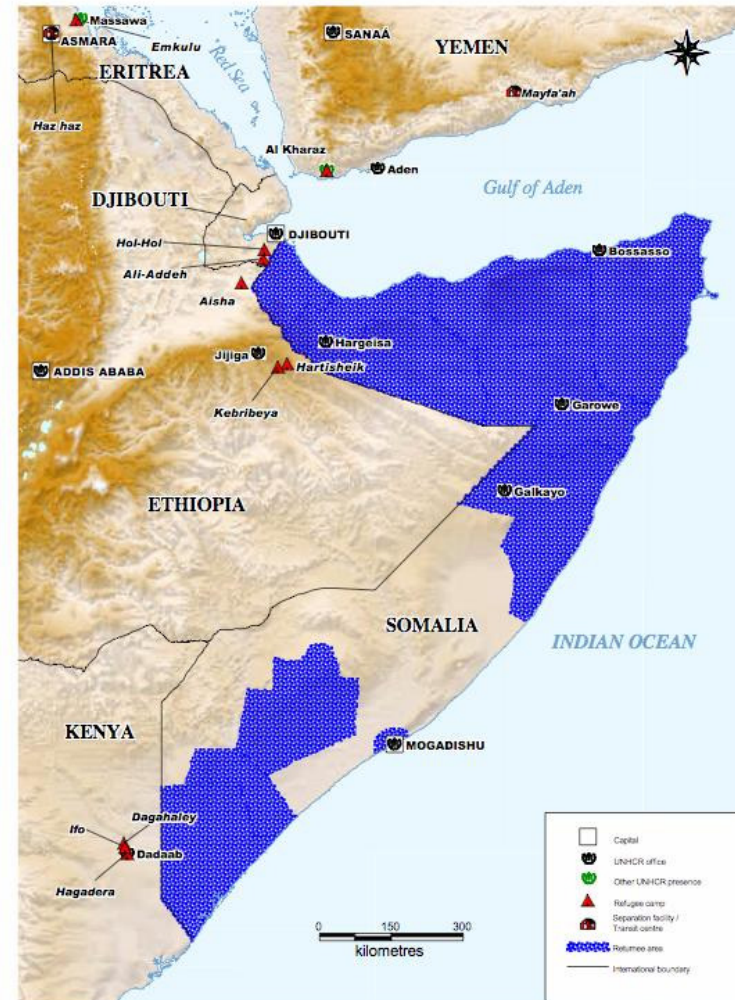 Massawa
ASMARA
Emkulu
ERITREA
Red Sea
SANAÁ
YEMEN
Haz haz
Mayfa'ah
Al Kharaz
Aden
Gulf of Aden
DJIBOUTI
DJIBOUTI
Hol-Hol
Ali-Addeh
Aisha
Bossasso
Hargeisa
Jijiga
ADDIS ABABA
Hartisheik
Kebribeya
Garowe
ETHIOPIA
Galkayo
SOMALIA
INDIAN OCEAN
KENYA
MOGADISHU
Dagahaley
Ifo
Dadaab
Hagadera
0 150 300
kilometres
Capital
UNHCR office
Other UNHCR presence
Refugee camp
Separation facility /
Transit centre
Returnee area
International boundary